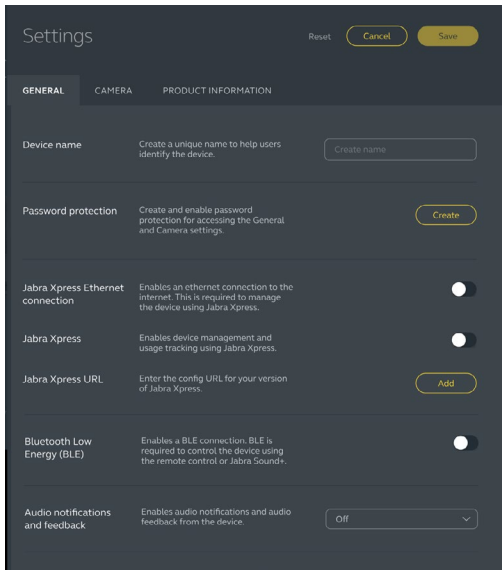 Settings
Reset
Cancel
Save
GENERAL
CAMERA
PRODUCT INFORMATION
Device name
Create a unique name to help users
identify the device.
Create name
Password protection
Create and enable password
protection for accessing the General
and Camera settings.
Create
Jabra Xpress Ethernet
connection
Enables an ethernet connection to the
internet. This is required to manage
the device using Jabra Xpress.
Jabra Xpress
Enables device management and
usage tracking using Jabra Xpress.
Jabra Xpress URL
Enter the config URL for your version
of Jabra Xpress.
Add
Bluetooth Low
Energy (BLE)
Enables a BLE connection. BLE is
required to control the device using
the remote control or Jabra Sound+.
Audio notifications
and feedback
Enables audio notifications and audio
feedback from the device.
Off